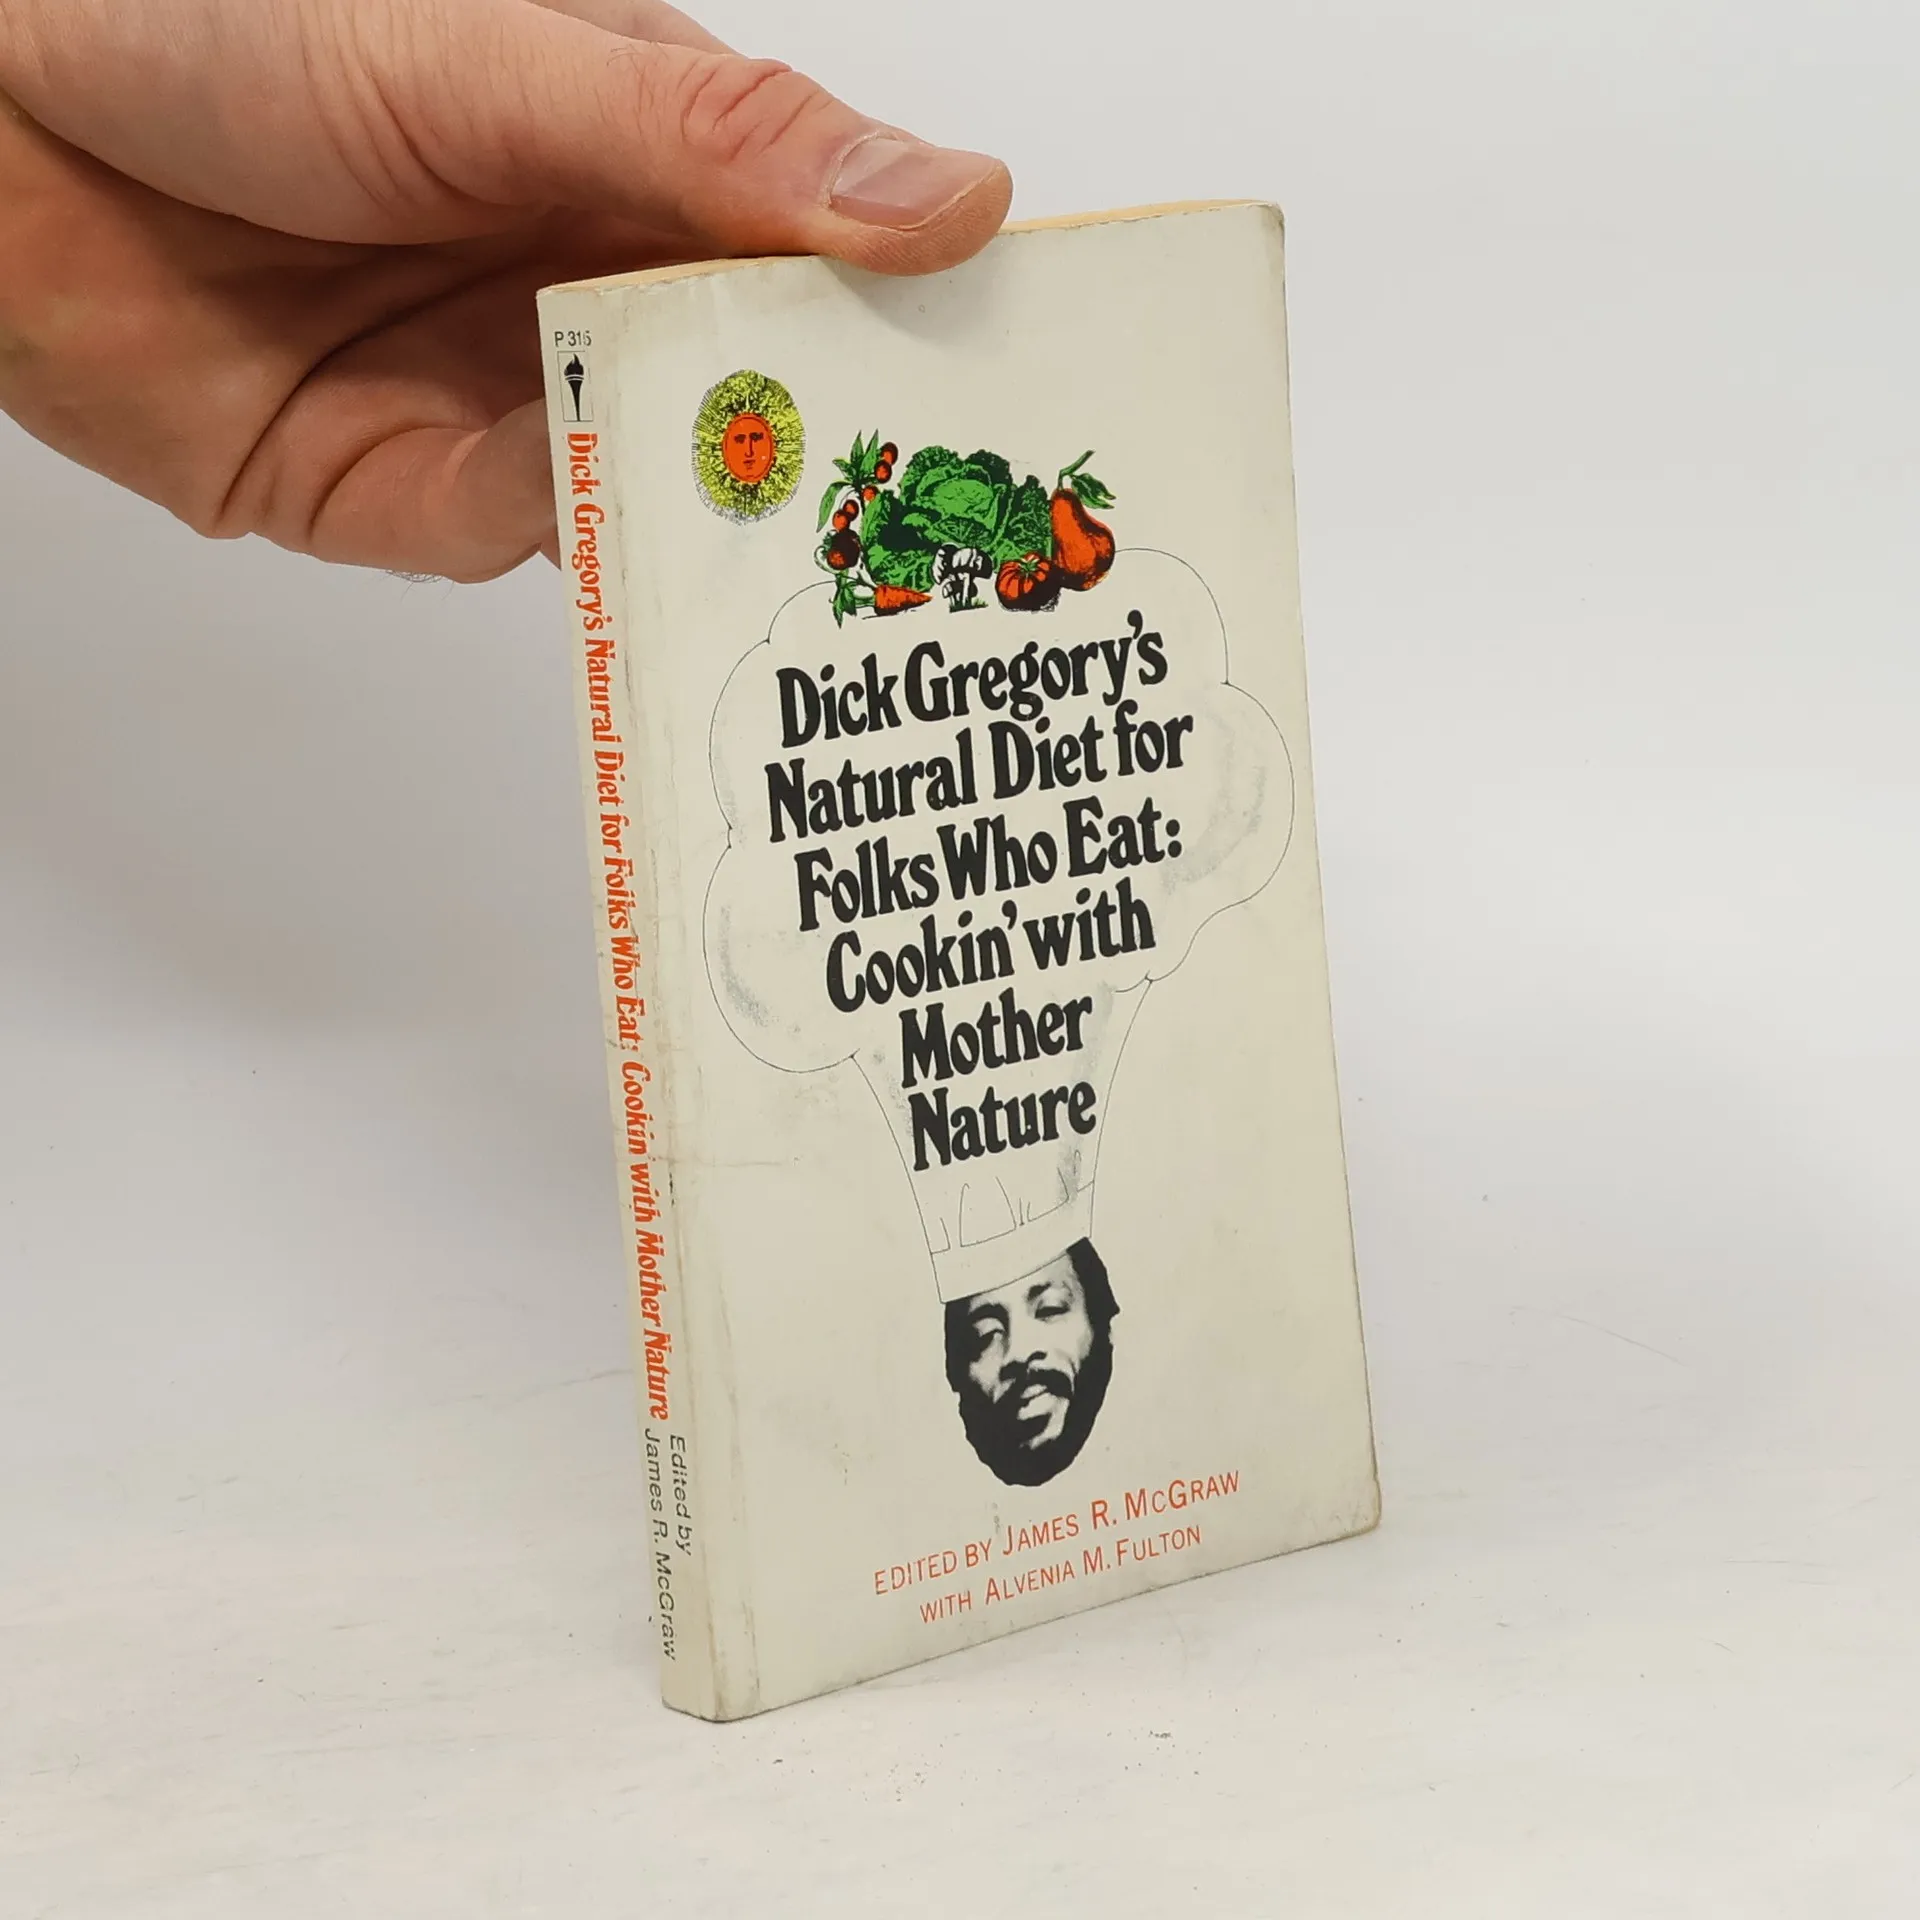 P 316
Dick Gregory's Natural Diet for Folks Who Eat: Cookin' with Mother Nature
Edited by
James R. McGraw
Dick Gregory's
Natural Diet for
Folks Who Eat:
Cookin' with
Mother
Nature
EDITED BY JAMES R. MCGRAW
WITH ALVENIA M. FULTON